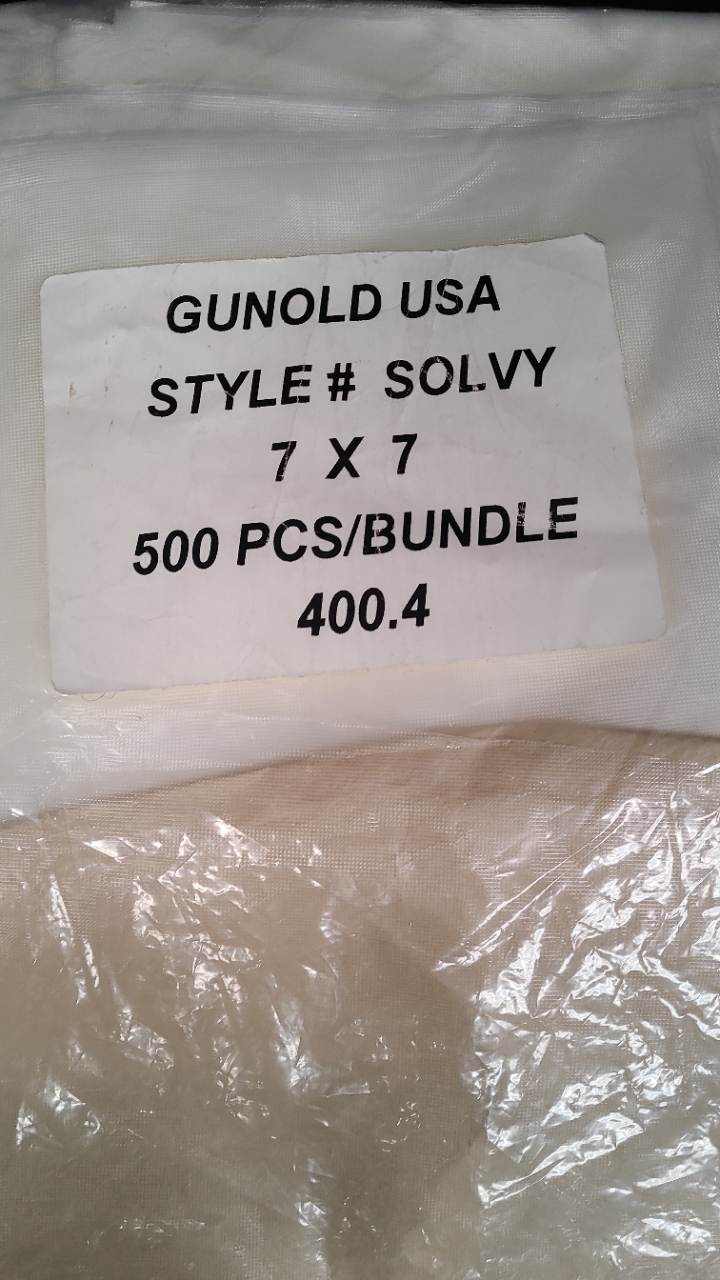 GUNOLD USA
STYLE # SOLVY
7 X 7
500 PCS/BUNDLE
400.4